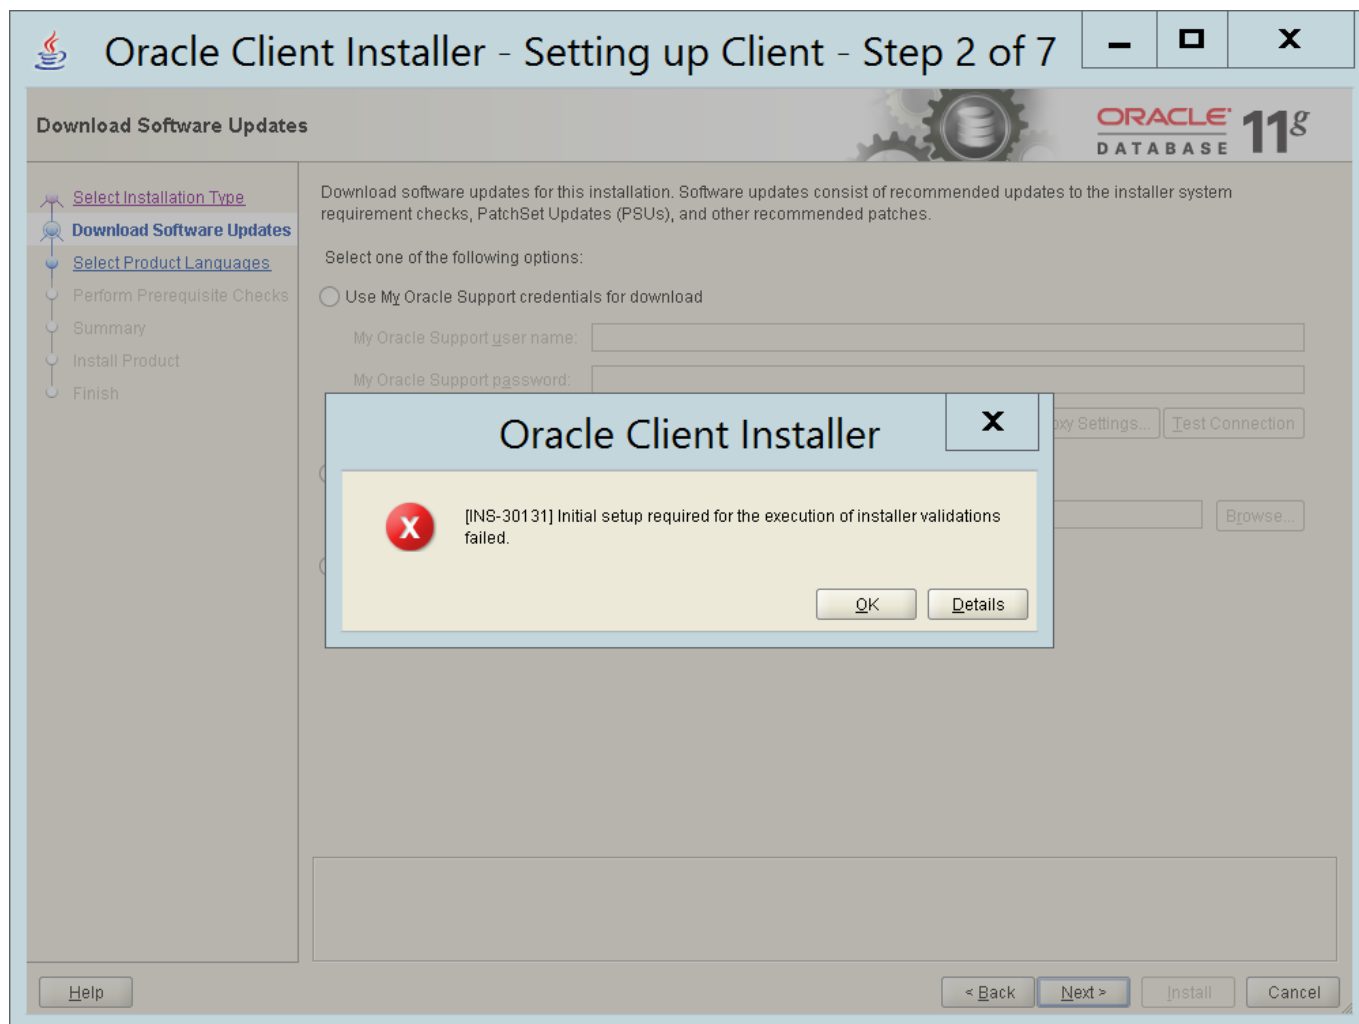 Oracle Client Installer - Setting up Client - Step 2 of 7
Download Software Updates
ORACLE 11g
DATABASE
Select Installation Type
Download Software Updates
Select Product Languages
Perform Prerequisite Checks
Summary
Install Product
Finish
Download software updates for this installation. Software updates consist of recommended updates to the installer system
requirement checks, PatchSet Updates (PSUs), and other recommended patches.
Select one of the following options:
Use My Oracle Support credentials for download
My Oracle Support user name:
My Oracle Support password:
Settings... Test Connection
Browse...
Oracle Client Installer
[INS-30131] Initial setup required for the execution of installer validations
failed.
OK Details
Help < Back Next > Install Cancel